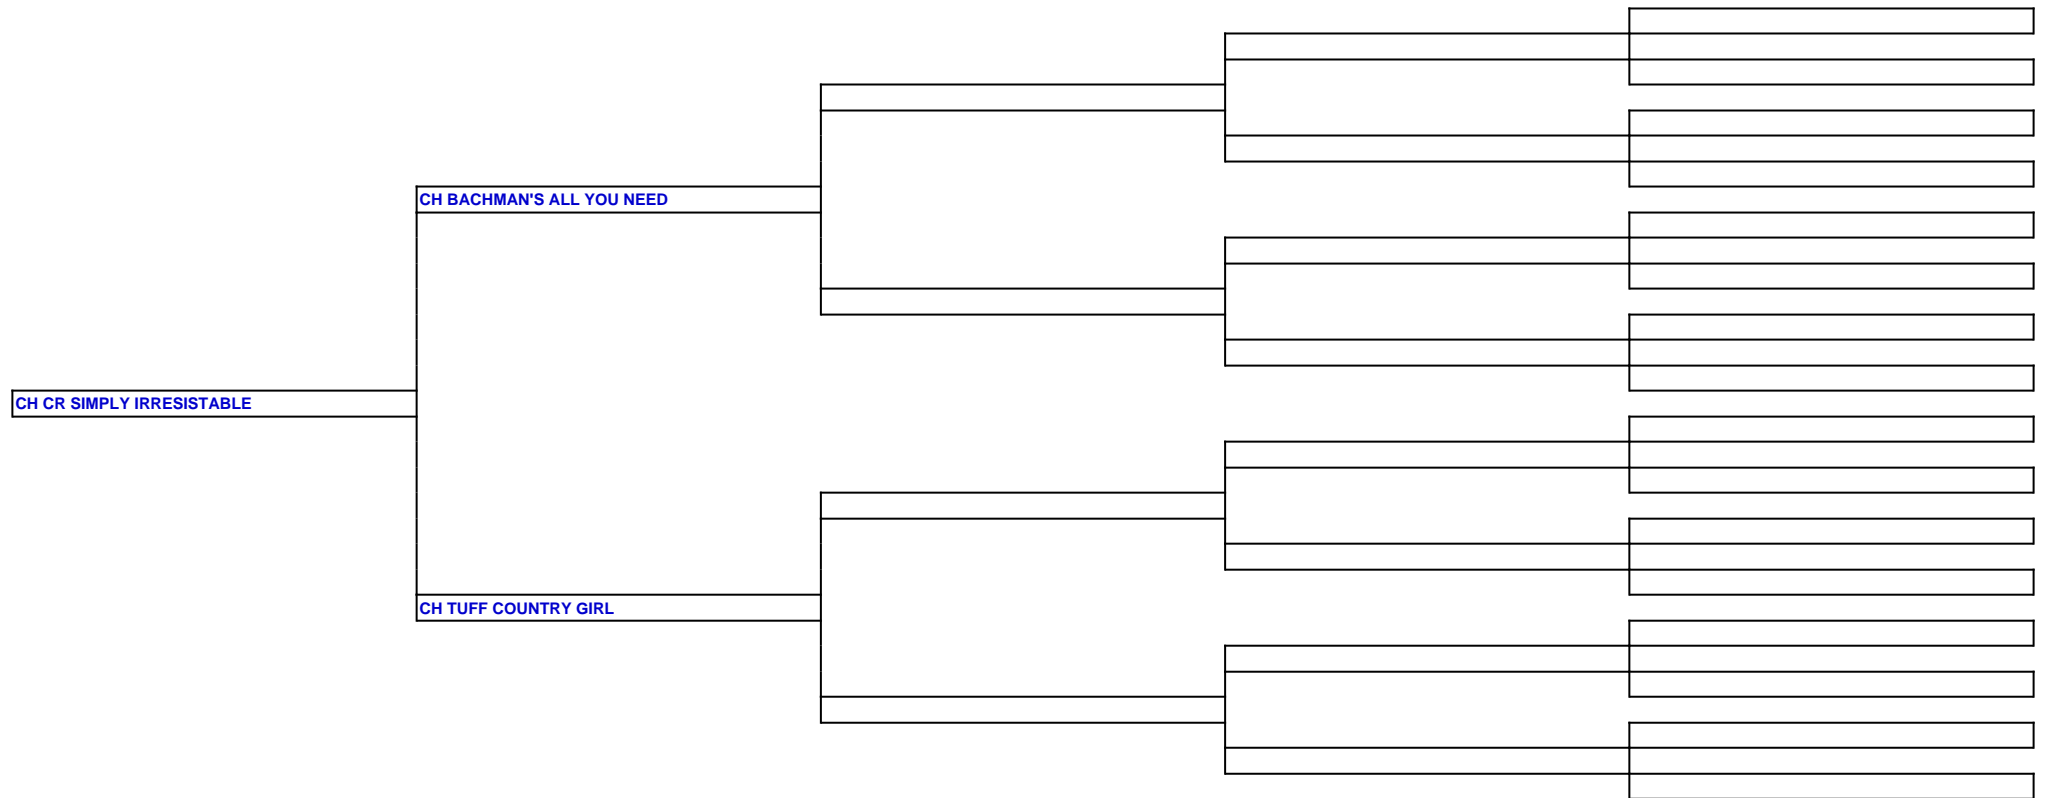 CH BACHMAN'S ALL YOU NEED
CH CR SIMPLY IRRESISTABLE
CH TUFF COUNTRY GIRL